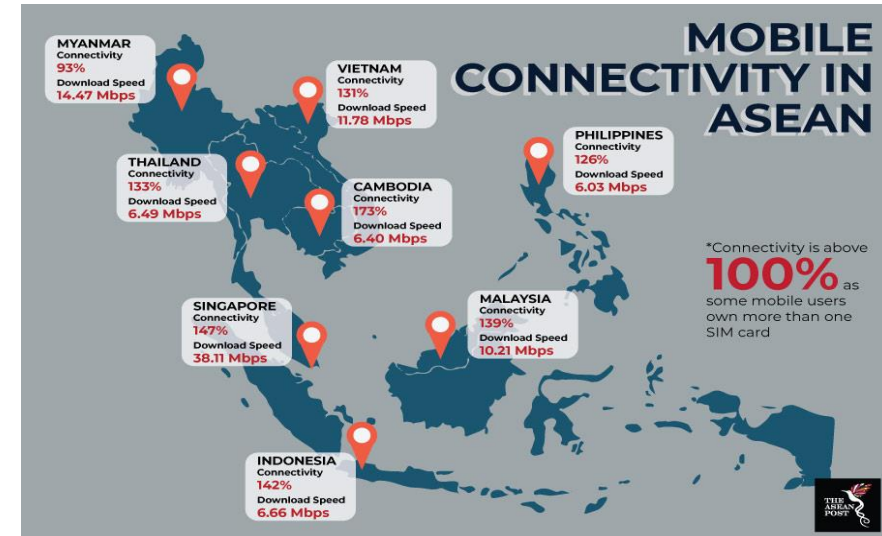 MOBILE
CONNECTIVITY IN
ASEAN
MYANMAR
Connectivity
93%
Download Speed
14.47 Mbps
VIETNAM
Connectivity
131%
Download Speed
11.78 Mbps
PHILIPPINES
Connectivity
126%
Download Speed
6.03 Mbps
THAILAND
Connectivity
133%
Download Speed
6.49 Mbps
CAMBODIA
Connectivity
173%
Download Speed
6.40 Mbps
*Connectivity is above
100% as
some mobile users
own more than one
SIM card
SINGAPORE
Connectivity
147%
Download Speed
38.11 Mbps
MALAYSIA
Connectivity
139%
Download Speed
10.21 Mbps
INDONESIA
Connectivity
142%
Download Speed
6.66 Mbps
THE
ASEAN
POST